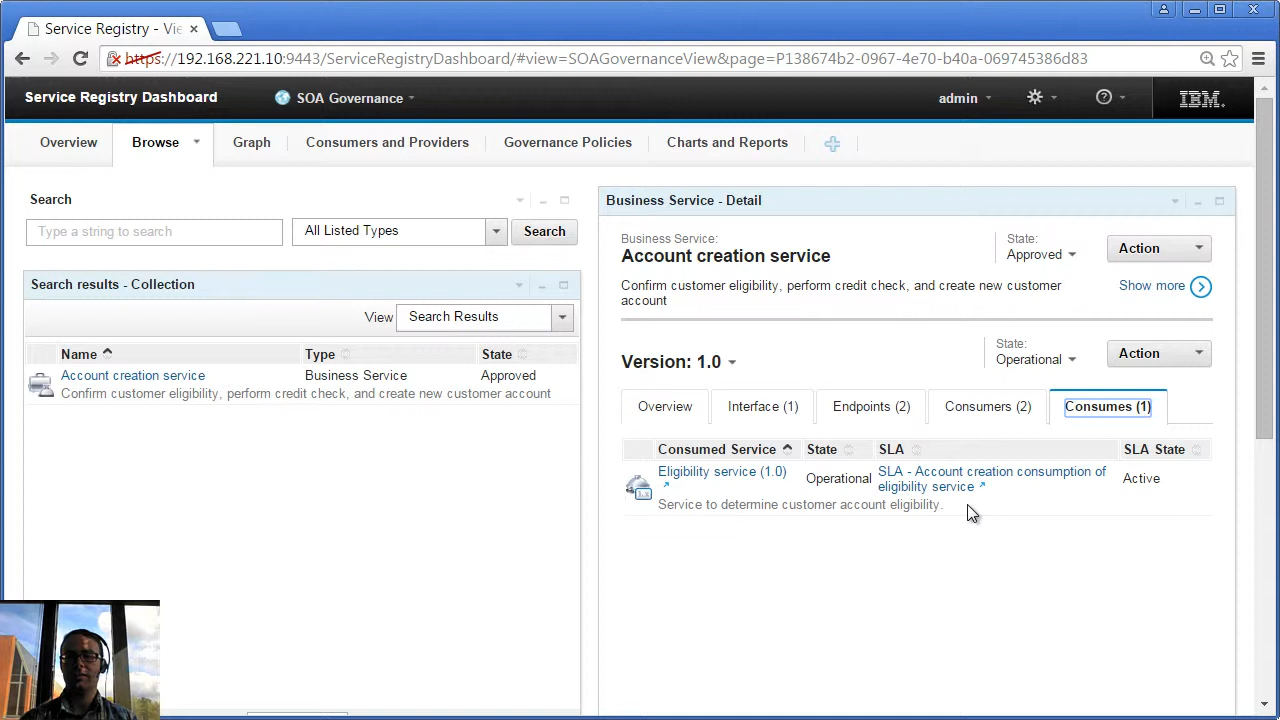 Service Registry - Vie
https://192.168.221.10:9443/ServiceRegistryDashboard/#view=SOAGovernanceView&page=P138674b2-0967-4e70-b40a-069745386d83
Service Registry Dashboard
SOA Governance
admin
IBM.
Overview
Browse
Graph
Consumers and Providers
Governance Policies
Charts and Reports
Search
Type a string to search
All Listed Types
Search
Search results - Collection
View
Search Results
Name
Type
State
Account creation service
Business Service
Approved
Confirm customer eligibility, perform credit check, and create new customer account
Business Service - Detail
Business Service:
Account creation service
State:
Approved
Action
Confirm customer eligibility, perform credit check, and create new customer
account
Show more
Version: 1.0
State:
Operational
Action
Overview
Interface (1)
Endpoints (2)
Consumers (2)
Consumes (1)
Consumed Service
State
SLA
SLA State
Eligibility service (1.0)
Operational
SLA - Account creation consumption of
eligibility service
Active
Service to determine customer account eligibility.